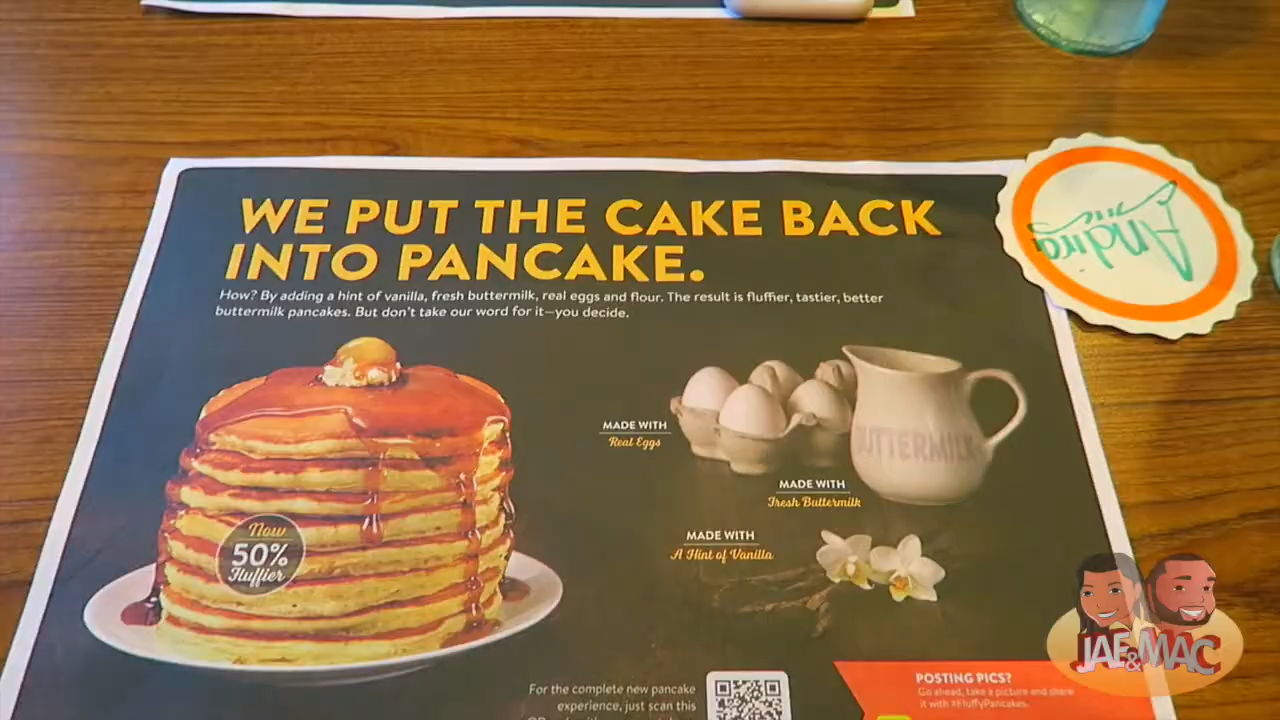 WE PUT THE CAKE BACK
INTO PANCAKE.
How? By adding a hint of vanilla, fresh buttermilk, real eggs and flour. The result is fluffier, tastier, better
buttermilk pancakes. But don't take our word for it—you decide.
Andira
MADE WITH
Real Eggs
BUTTERMILK
MADE WITH
Fresh Buttermilk
Now
50%
Fluffier
MADE WITH
A Hint of Vanilla
JAE & MAC
POSTING PICS?
Go ahead, take a picture and share
it with #FluffyPancakes.
For the complete new pancake
experience, just scan this